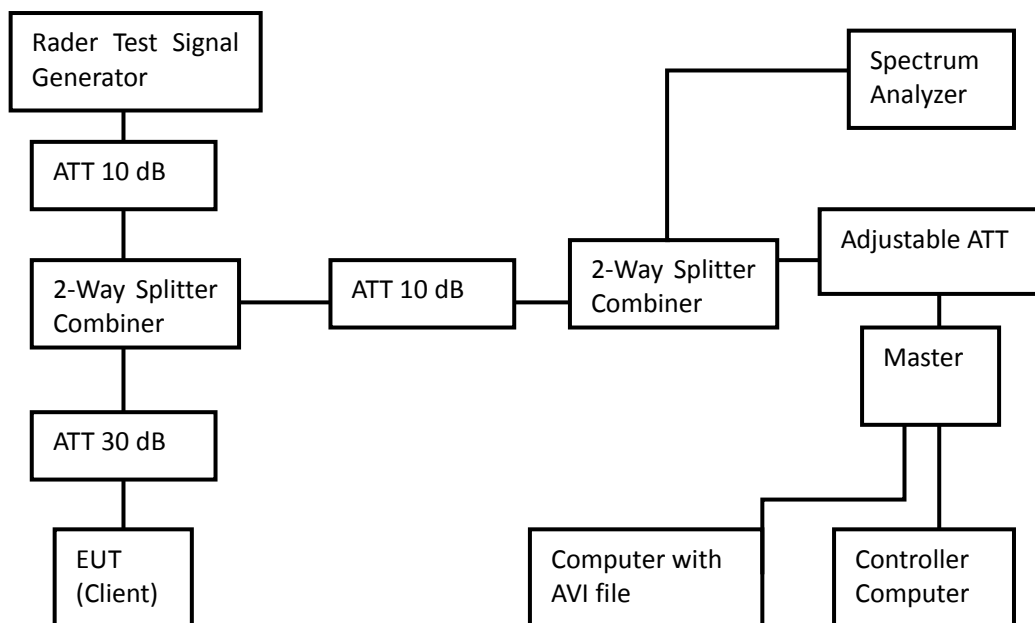 Rader Test Signal
Generator
Spectrum
Analyzer
ATT 10 dB
Adjustable ATT
2-Way Splitter
Combiner
ATT 10 dB
2-Way Splitter
Combiner
Master
ATT 30 dB
EUT
(Client)
Computer with
AVI file
Controller
Computer